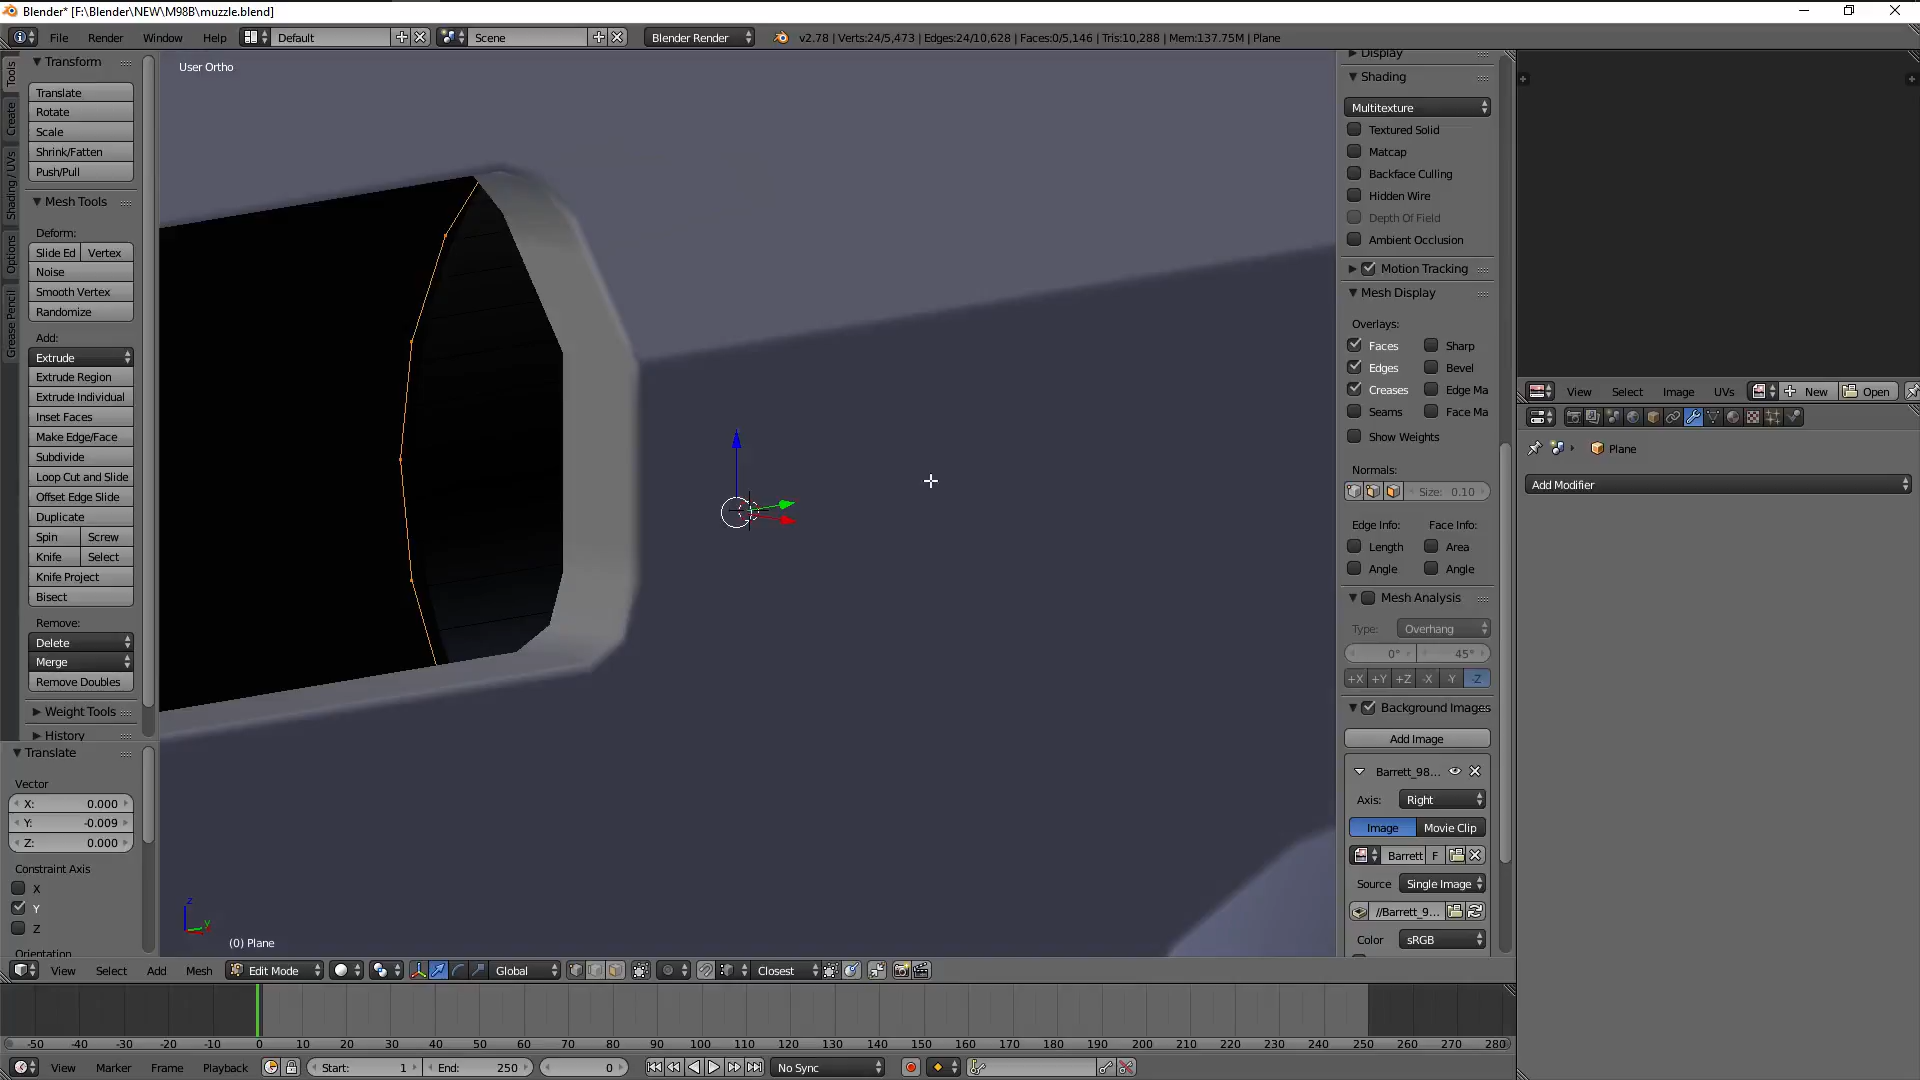 Blender* [F:\Blender\NEW\M98B\muzzle.blend]
File Render Window Help Default Scene Blender Render v2.78 | Verts:24/5,473 | Edges:24/10,628 | Faces:0/5,146 | Tris:10,288 | Mem:137.75M | Plane
Tools
Create
Shading / UVs
Options
Grease Pencil
Transform
Translate
Rotate
Scale
Shrink/Fatten
Push/Pull
Mesh Tools
Deform:
Slide Ed Vertex
Noise
Smooth Vertex
Randomize
Add:
Extrude
Extrude Region
Extrude Individual
Inset Faces
Make Edge/Face
Subdivide
Loop Cut and Slide
Offset Edge Slide
Duplicate
Spin Screw
Knife Select
Knife Project
Bisect
Remove:
Delete
Merge
Remove Doubles
Weight Tools
History
Translate
Vector
X: 0.000
Y: -0.009
Z: 0.000
Constraint Axis
X
Y
Z
Orientation
User Ortho
z
y
(0) Plane
Display
Shading
Multitexture
Textured Solid
Matcap
Backface Culling
Hidden Wire
Depth Of Field
Ambient Occlusion
Motion Tracking
Mesh Display
Overlays:
Faces Sharp
Edges Bevel
Creases Edge Ma
Seams Face Ma
Show Weights
Normals:
Size: 0.10
Edge Info: Face Info:
Length Area
Angle Angle
Mesh Analysis
Type: Overhang
0° 45°
+X +Y +Z -X -Y -Z
Background Images
Add Image
Barrett_98...
Axis: Right
Image Movie Clip
Barrett F
Source Single Image
//Barrett_9...
Color sRGB
View Select Image UVs New Open
Plane
Add Modifier
View Select Add Mesh Edit Mode Global Closest
-50 -40 -30 -20 -10 0 10 20 30 40 50 60 70 80 90 100 110 120 130 140 150 160 170 180 190 200 210 220 230 240 250 260 270 280
View Marker Frame Playback Start: 1 End: 250 0 No Sync